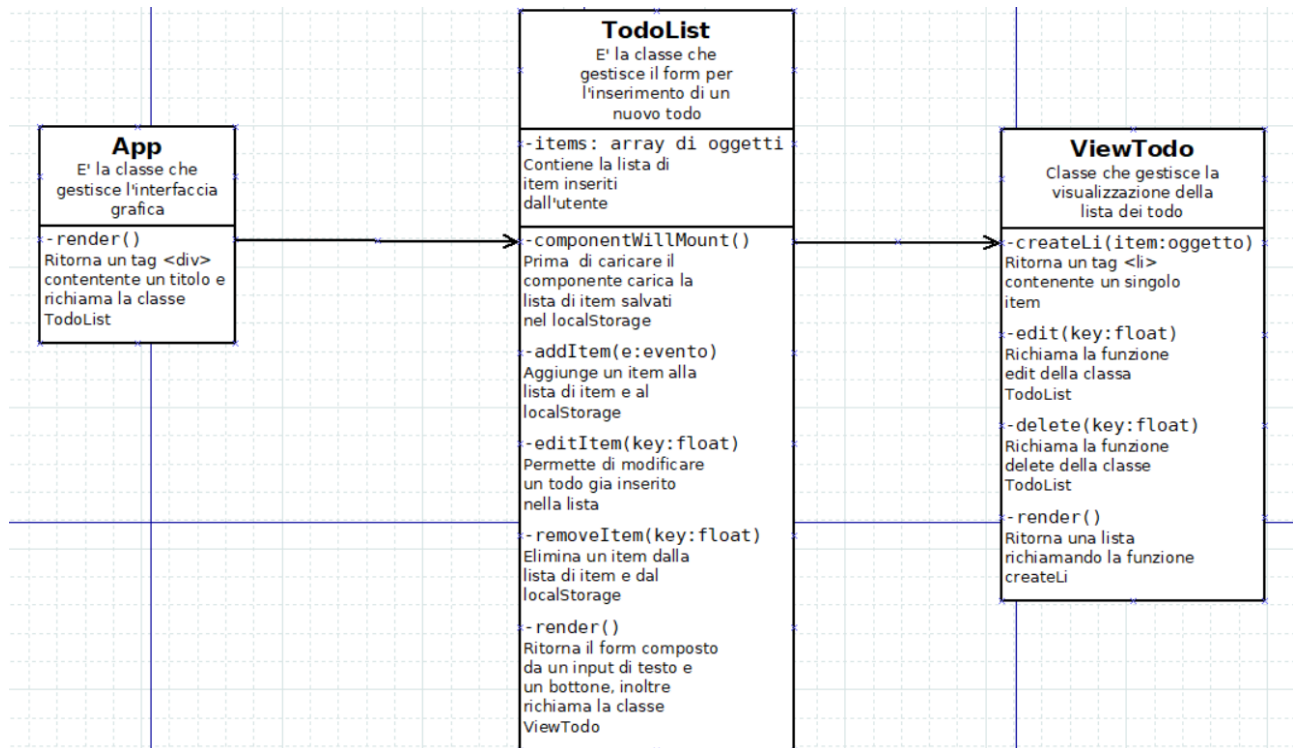 App
E' la classe che
gestisce l'interfaccia
grafica
-render()
Ritorna un tag <div>
contentente un titolo e
richiama la classe
TodoList
TodoList
E' la classe che
gestisce il form per
l'inserimento di un
nuovo todo
-items: array di oggetti
Contiene la lista di
item inseriti
dall'utente
-componentWillMount()
Prima  di caricare il
componente carica la
lista di item salvati
nel localStorage
-addItem(e:evento)
Aggiunge un item alla
lista di item e al
localStorage
-editItem(key:float)
Permette di modificare
un todo gia inserito
nella lista
-removeItem(key:float)
Elimina un item dalla
lista di item e dal
localStorage
-render()
Ritorna il form composto
da un input di testo e
un bottone, inoltre
richiama la classe
ViewTodo
ViewTodo
Classe che gestisce la
visualizzazione della
lista dei todo
-createLi(item:oggetto)
Ritorna un tag <li>
contenente un singolo
item
-edit(key:float)
Richiama la funzione
edit della classa
TodoList
-delete(key:float)
Richiama la funzione
delete della classe
TodoList
-render()
Ritorna una lista
richiamando la funzione
createLi